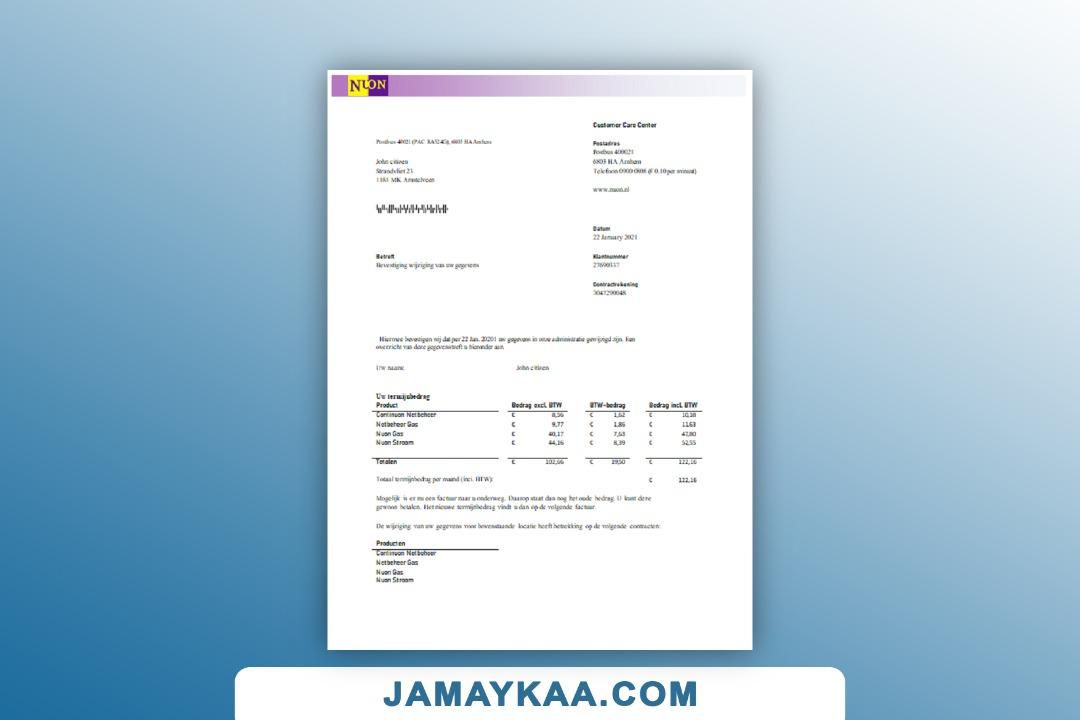 NUON
Customer Care Center
Postbus 40021 (PAC 8A5240), 6803 HA Arnhem
Postadres
Postbus 400021
John citizen
6803 HA Arnhem
Strandvliet 23
Telefoon 0900 0808 (€ 0,10 per minuut)
1181 MK Amstelveen
www.nuon.nl
Datum
22 January 2021
Betreft
Klantnummer
Bevestiging wijziging van uw gegevens
27690337
Contractrekening
3047290048
Hiermee bevestigen wij dat per 22 Jan. 20201 uw gegevens in onze administratie gewijzigd zijn. Een
overzicht van deze gegevens treft u hieronder aan.
Uw naam: John citizen
Uw termijnbedrag
Product Bedrag excl. BTW BTW-bedrag Bedrag incl. BTW
Continuon Netbeheer € 8,56 € 1,62 € 10,18
Netbeheer Gas € 9,77 € 1,86 € 11,63
Nuon Gas € 40,17 € 7,63 € 47,80
Nuon Stroom € 44,16 € 8,39 € 52,55
Totalen € 102,66 € 19,50 € 122,16
Totaal termijnbedrag per maand (incl. BTW): € 122,16
Mogelijk is er nu een factuur naar u onderweg. Daarop staat dan nog het oude bedrag. U kunt deze
gewoon betalen. Het nieuwe termijnbedrag vindt u dan op de volgende factuur.
De wijziging van uw gegevens voor bovenstaande locatie heeft betrekking op de volgende contracten:
Producten
Continuon Netbeheer
Netbeheer Gas
Nuon Gas
Nuon Stroom
JAMAYKAA.COM